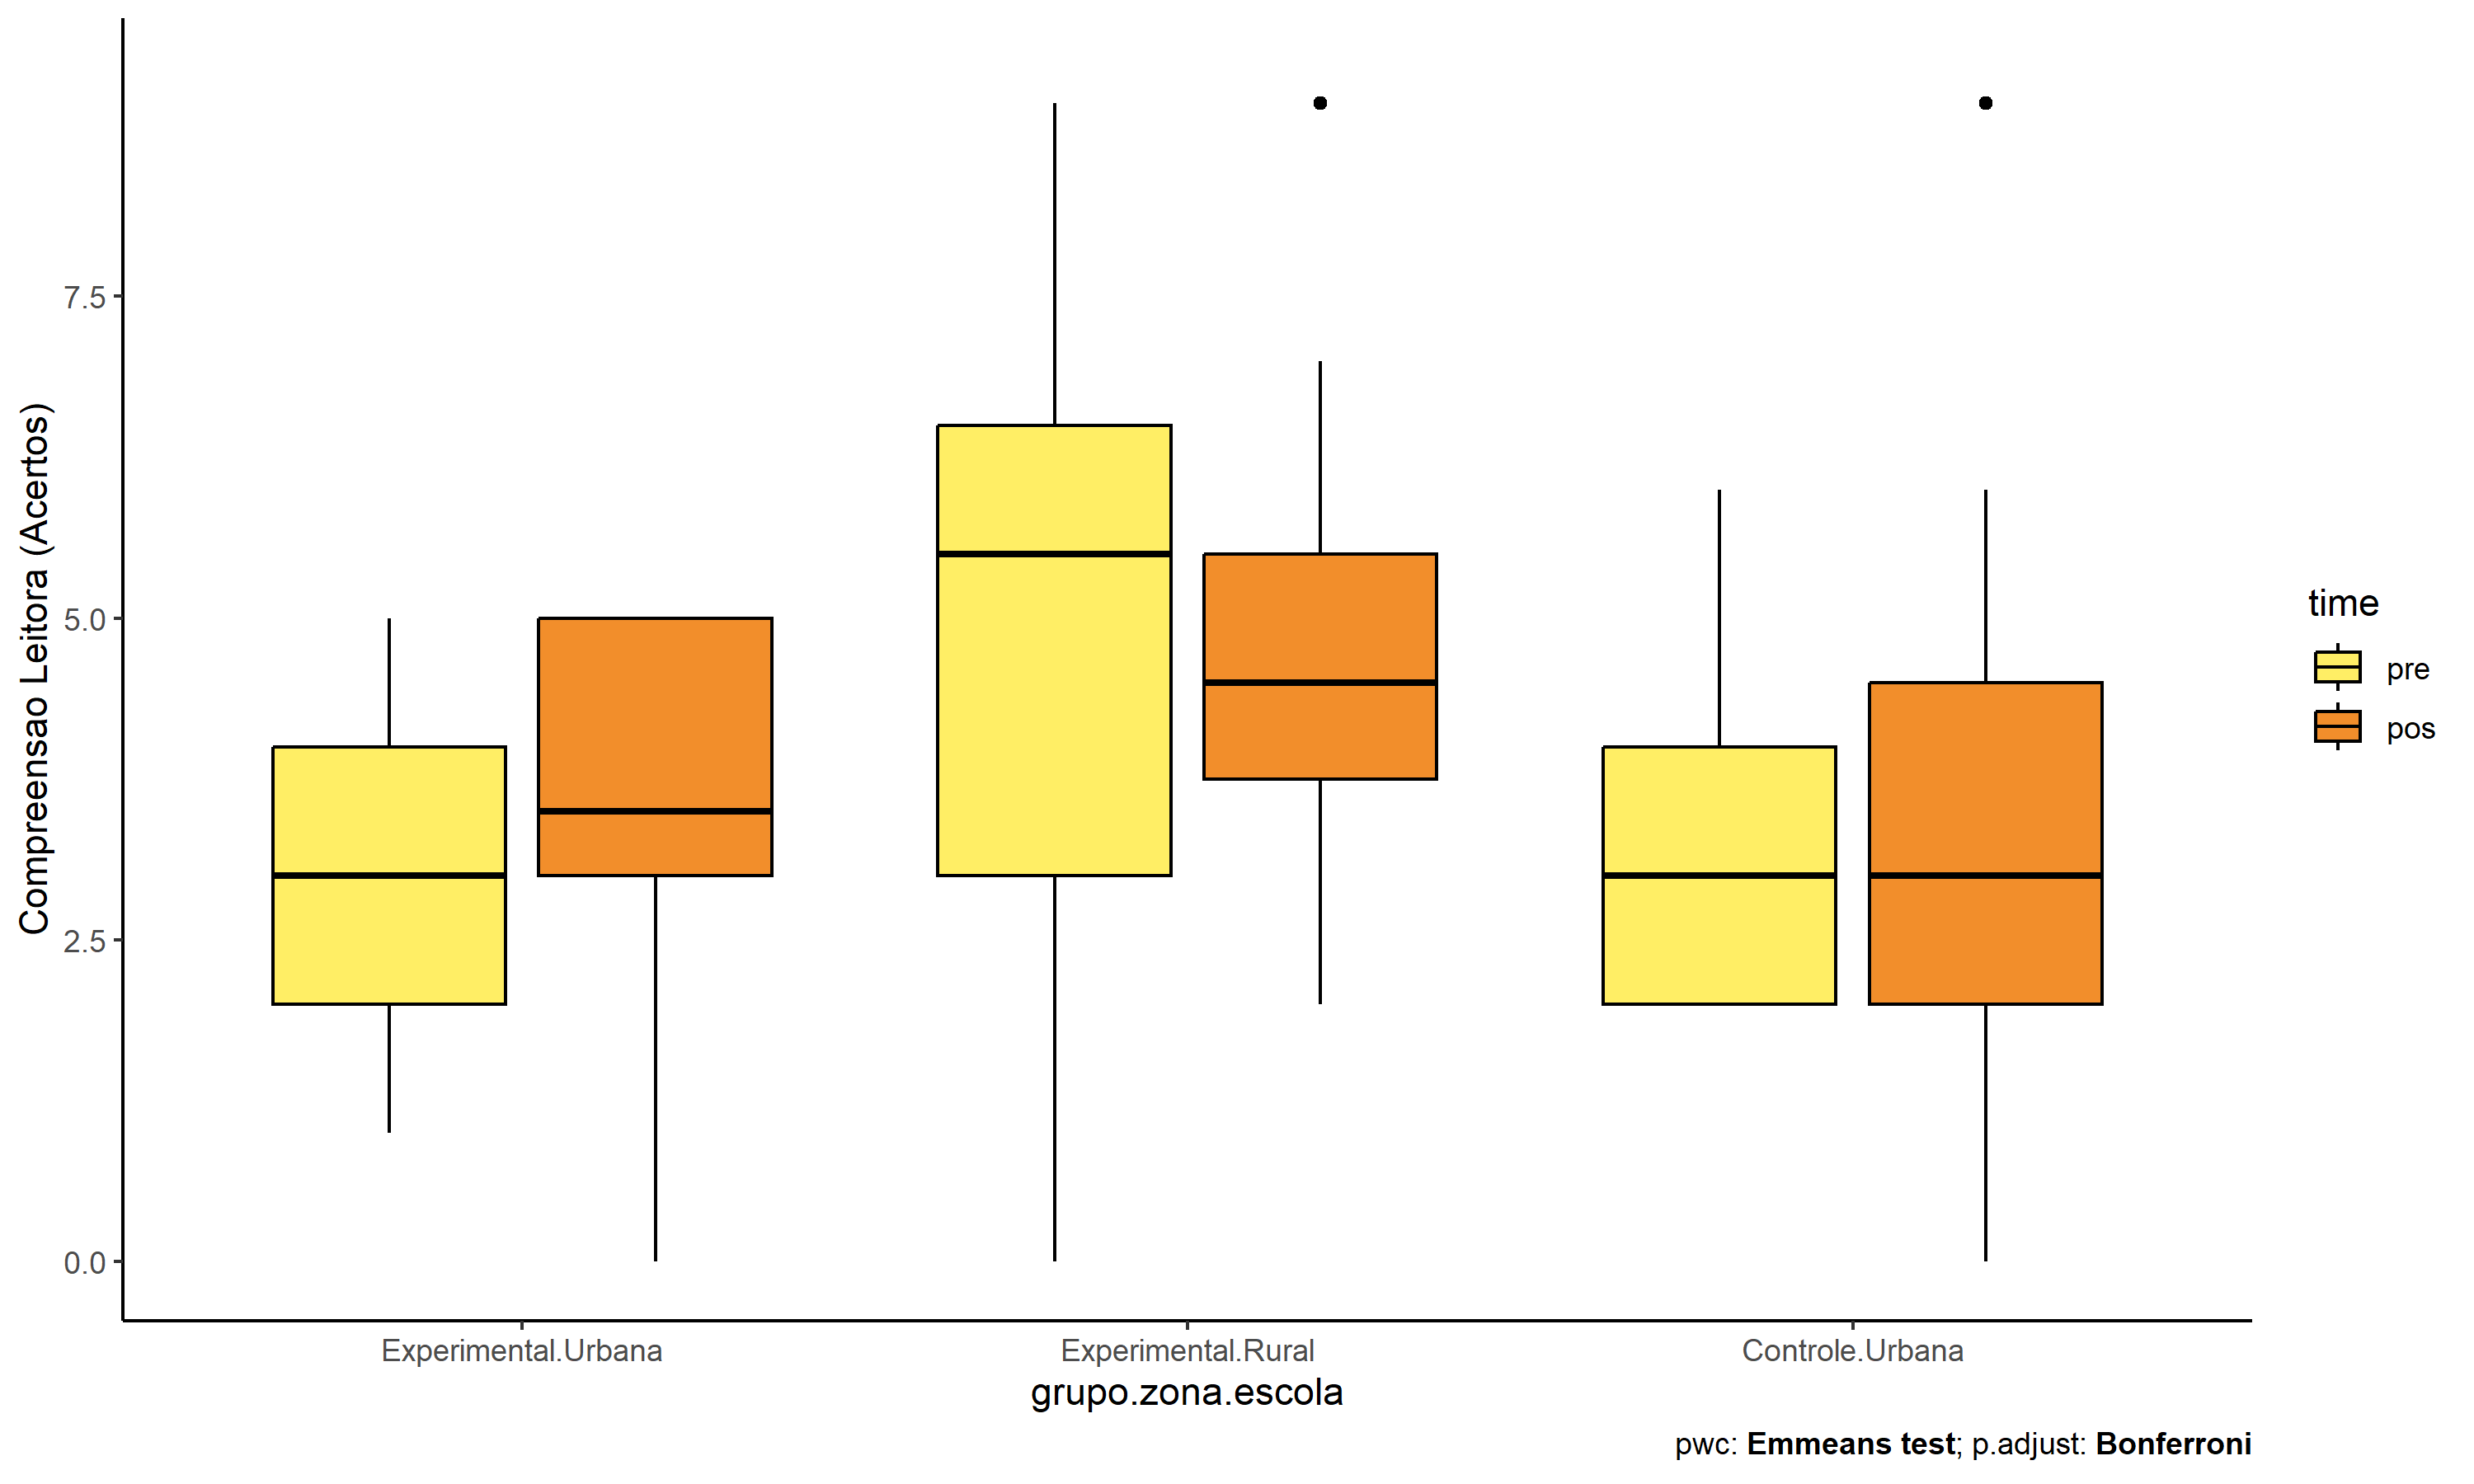 Compreensao Leitora (Acertos)
7.5
5.0
2.5
0.0
Experimental.Urbana
Experimental.Rural
Controle.Urbana
grupo.zona.escola
time
pre
pos
pwc: Emmeans test; p.adjust: Bonferroni